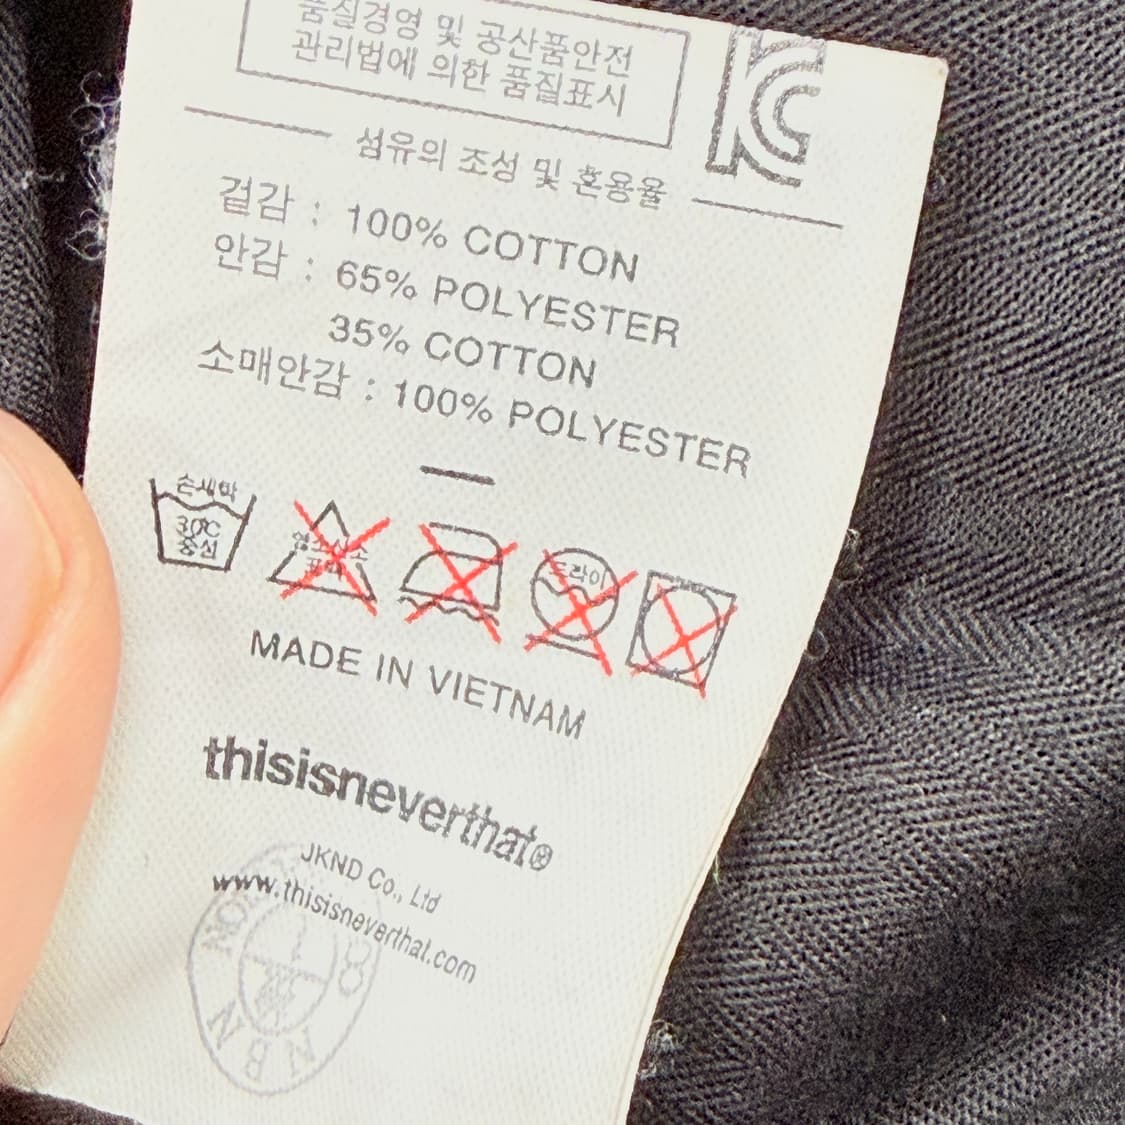 품질경영 및 공산품안전
관리법에 의한 품질표시
섬유의 조성 및 혼용율
겉감 : 100% COTTON
안감 : 65% POLYESTER
35% COTTON
소매안감 : 100% POLYESTER
손세탁
30℃
중성
드라이
MADE IN VIETNAM
thisisneverthat®
JKND Co., Ltd
www.thisisneverthat.com